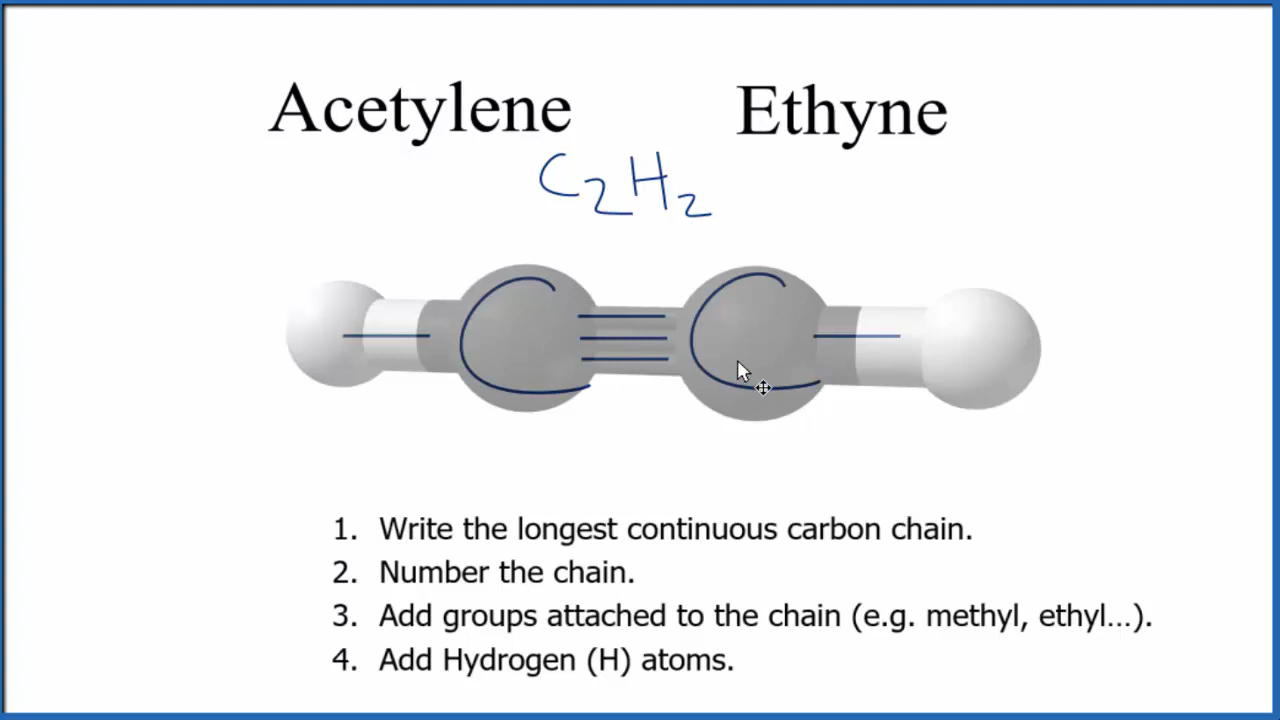 Acetylene Ethyne
C₂H₂
C≡C
1. Write the longest continuous carbon chain.
2. Number the chain.
3. Add groups attached to the chain (e.g. methyl, ethyl...).
4. Add Hydrogen (H) atoms.